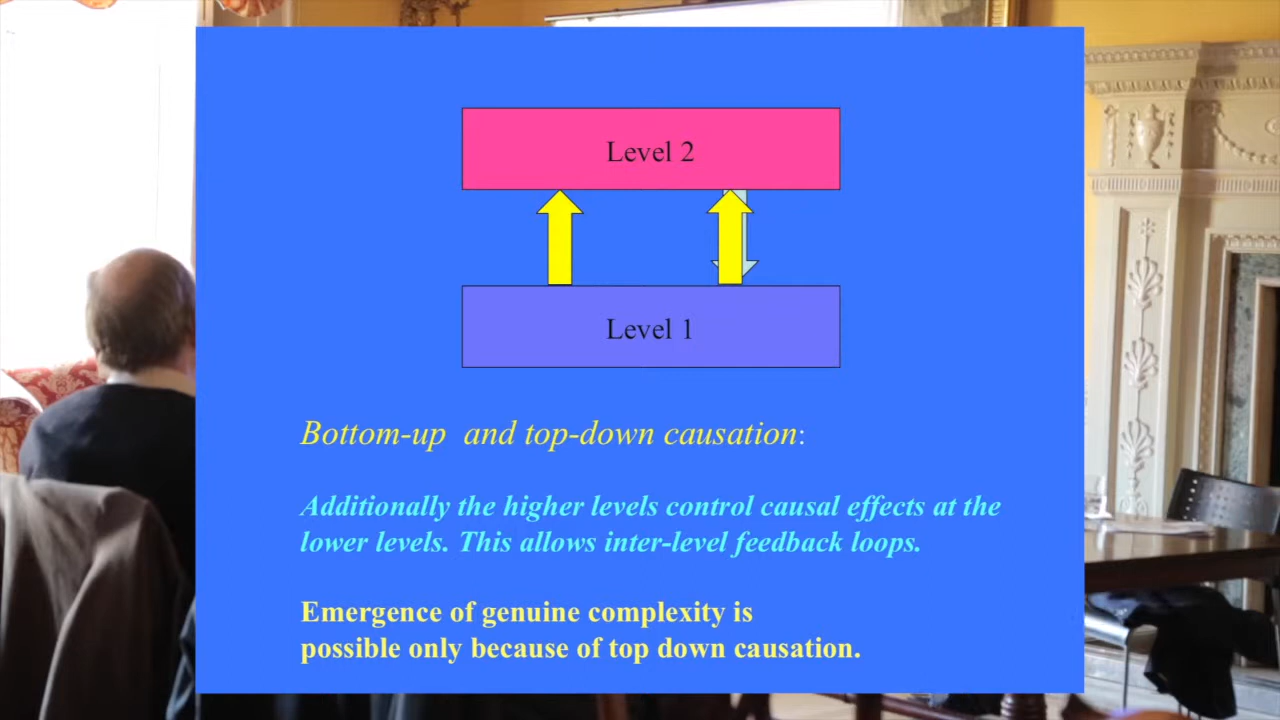 Level 2
Level 1
Bottom-up and top-down causation:
Additionally the higher levels control causal effects at the
lower levels. This allows inter-level feedback loops.
Emergence of genuine complexity is
possible only because of top down causation.